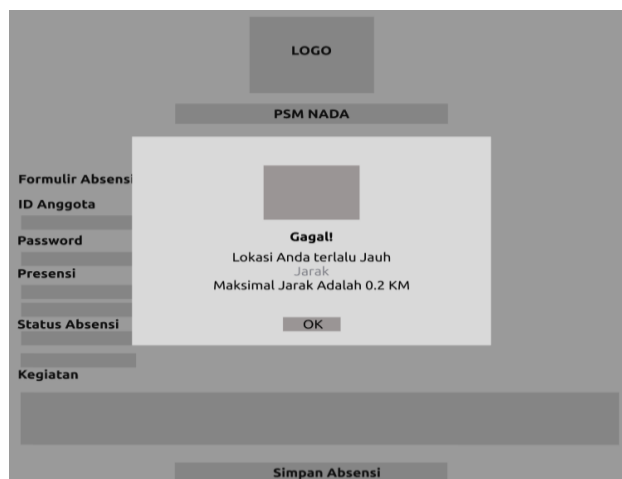 LOGO
PSM NADA
Formulir Absensi
ID Anggota
Password
Presensi
Status Absensi
Kegiatan
Gagal!
Lokasi Anda terlalu Jauh
Jarak
Maksimal Jarak Adalah 0.2 KM
OK
Simpan Absensi